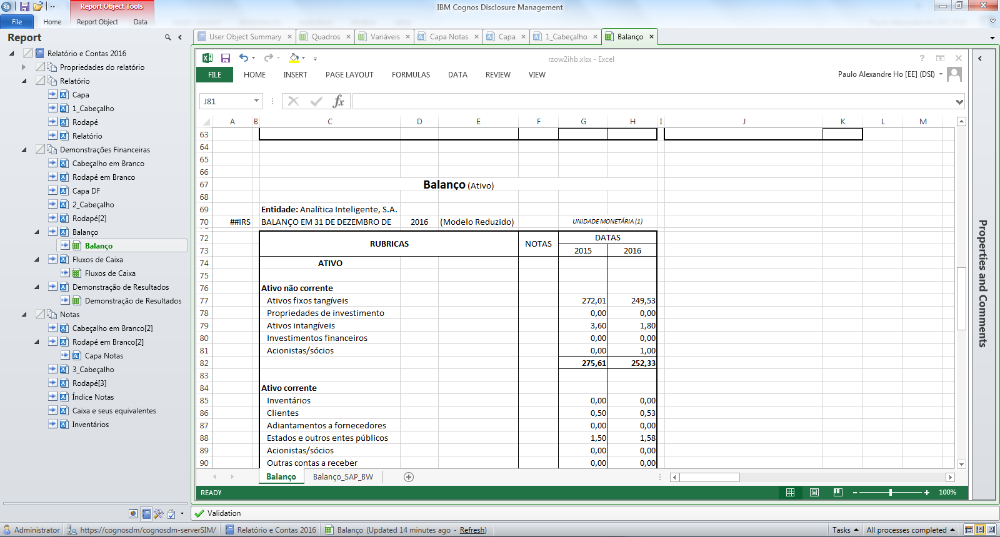 Report Object Tools
IBM Cognos Disclosure Management
File Home Report Object Data
Report
Relatório e Contas 2016
Propriedades do relatório
Relatório
Capa
1_Cabeçalho
Rodapé
Relatório
Demonstrações Financeiras
Cabeçalho em Branco
Rodapé em Branco
Capa DF
2_Cabeçalho
Rodapé[2]
Balanço
Balanço
Fluxos de Caixa
Fluxos de Caixa
Demonstração de Resultados
Demonstração de Resultados
Notas
Cabeçalho em Branco[2]
Rodapé em Branco[2]
Capa Notas
3_Cabeçalho
Rodapé[3]
Índice Notas
Caixa e seus equivalentes
Inventários
User Object Summary Quadros Variáveis Capa Notas Capa 1_Cabeçalho Balanço
rzow2ihb.xlsx - Excel
FILE HOME INSERT PAGE LAYOUT FORMULAS DATA REVIEW VIEW Paulo Alexandre Ho [EE] (DSI)
J81 fx
A B C D E F G H I J K L M
63
64
65
66
67 Balanço (Ativo)
68
69 Entidade: Analítica Inteligente, S.A.
70 ##IRS BALANÇO EM 31 DE DEZEMBRO DE 2016 (Modelo Reduzido) UNIDADE MONETÁRIA (1)
72 RUBRICAS NOTAS DATAS
73 2015 2016
74 ATIVO
75
76 Ativo não corrente
77 Ativos fixos tangíveis 272,01 249,53
78 Propriedades de investimento 0,00 0,00
79 Ativos intangíveis 3,60 1,80
80 Investimentos financeiros 0,00 0,00
81 Acionistas/sócios 0,00 1,00
82 275,61 252,33
83
84 Ativo corrente
85 Inventários 0,00 0,00
86 Clientes 0,50 0,53
87 Adiantamentos a fornecedores 0,00 0,00
88 Estados e outros entes públicos 1,50 1,58
89 Acionistas/sócios 0,00 0,00
90 Outras contas a receber 0,00 0,00
Balanço Balanço_SAP_BW
READY 100%
Properties and Comments
Validation
Administrator https://cognosdm/cognosdm-serverSIM/ Relatório e Contas 2016 Balanço (Updated 14 minutes ago - Refresh) Tasks All processes completed